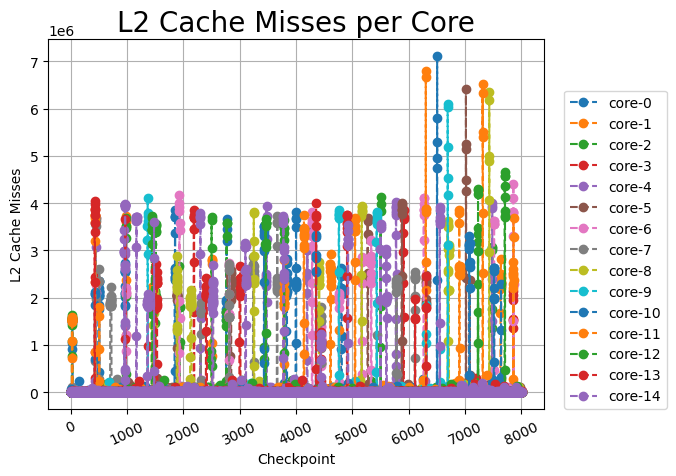 L2 Cache Misses per Core
1e6
7
6
5
4
3
2
1
0
L2 Cache Misses
0
1000
2000
3000
4000
5000
6000
7000
8000
Checkpoint
core-0
core-1
core-2
core-3
core-4
core-5
core-6
core-7
core-8
core-9
core-10
core-11
core-12
core-13
core-14